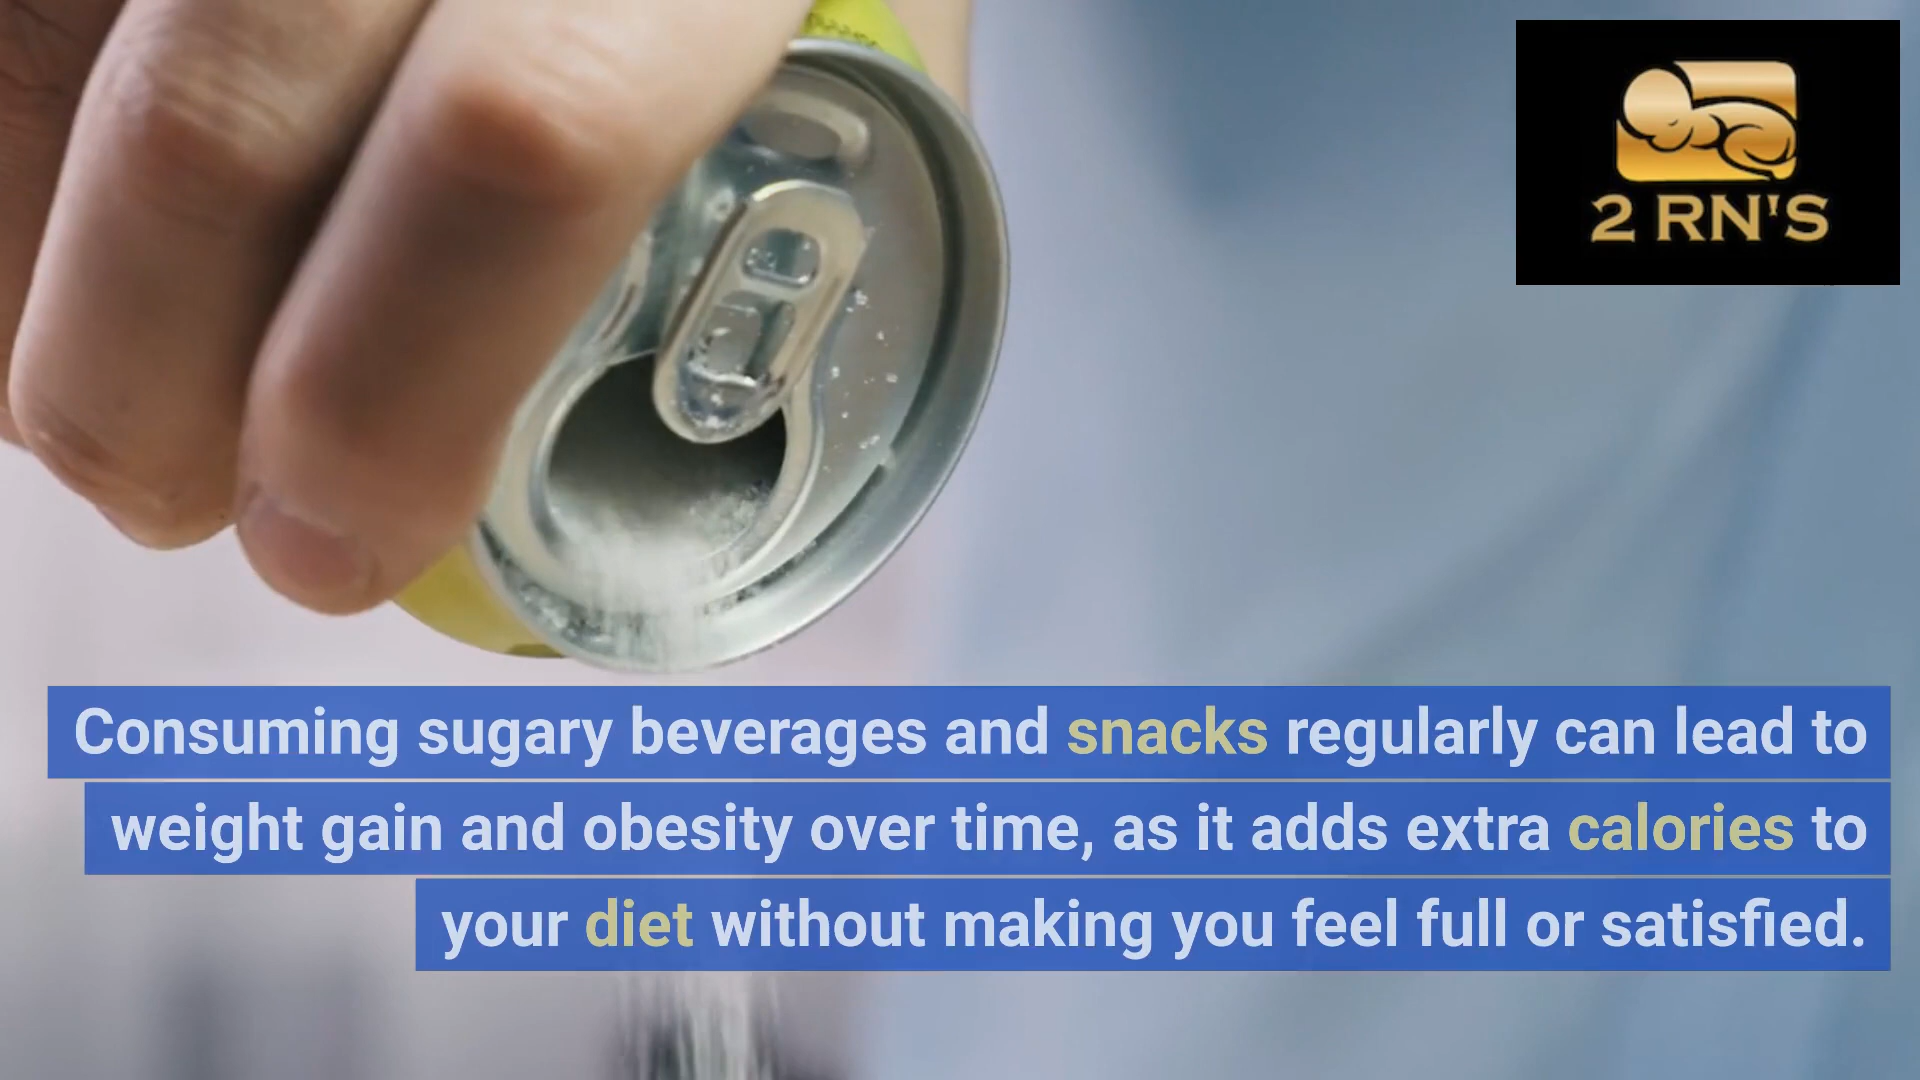 2 RN'S
Consuming sugary beverages and snacks regularly can lead to
weight gain and obesity over time, as it adds extra calories to
your diet without making you feel full or satisfied.